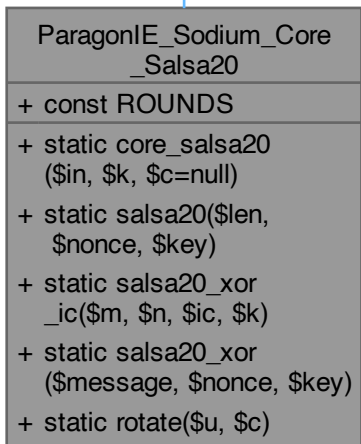 ParagonIE_Sodium_Core
_Salsa20
+ const ROUNDS
+ static core_salsa20
($in, $k, $c=null)
+ static salsa20($len,
$nonce, $key)
+ static salsa20_xor
_ic($m, $n, $ic, $k)
+ static salsa20_xor
($message, $nonce, $key)
+ static rotate($u, $c)